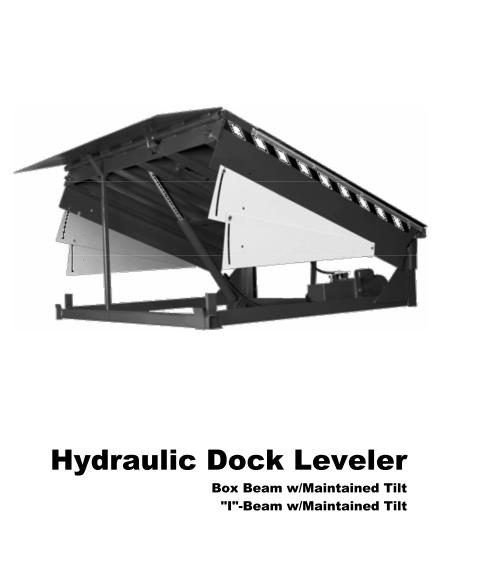 Hydraulic Dock Leveler
Box Beam w/Maintained Tilt
"I"-Beam w/Maintained Tilt